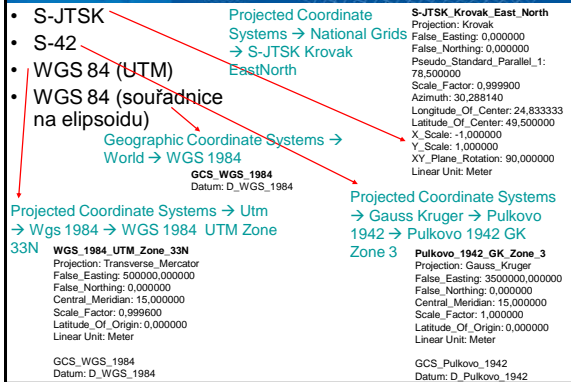 • S-JTSK
• S-42
• WGS 84 (UTM)
• WGS 84 (souřadnice
na elipsoidu)
Projected Coordinate
Systems → National Grids
→ S-JTSK Krovak
EastNorth
S-JTSK_Krovak_East_North
Projection: Krovak
False_Easting: 0,000000
False_Northing: 0,000000
Pseudo_Standard_Parallel_1:
78,500000
Scale_Factor: 0,999900
Azimuth: 30,288140
Longitude_Of_Center: 24,833333
Latitude_Of_Center: 49,500000
X_Scale: -1,000000
Y_Scale: 1,000000
XY_Plane_Rotation: 90,000000
Linear Unit: Meter
Geographic Coordinate Systems →
World → WGS 1984
GCS_WGS_1984
Datum: D_WGS_1984
Projected Coordinate Systems → Utm
→ Wgs 1984 → WGS 1984 UTM Zone
33N
WGS_1984_UTM_Zone_33N
Projection: Transverse_Mercator
False_Easting: 500000,000000
False_Northing: 0,000000
Central_Meridian: 15,000000
Scale_Factor: 0,999600
Latitude_Of_Origin: 0,000000
Linear Unit: Meter
GCS_WGS_1984
Datum: D_WGS_1984
Projected Coordinate Systems
→ Gauss Kruger → Pulkovo
1942 → Pulkovo 1942 GK
Zone 3
Pulkovo_1942_GK_Zone_3
Projection: Gauss_Kruger
False_Easting: 3500000,000000
False_Northing: 0,000000
Central_Meridian: 15,000000
Scale_Factor: 1,000000
Latitude_Of_Origin: 0,000000
Linear Unit: Meter
GCS_Pulkovo_1942
Datum: D_Pulkovo_1942